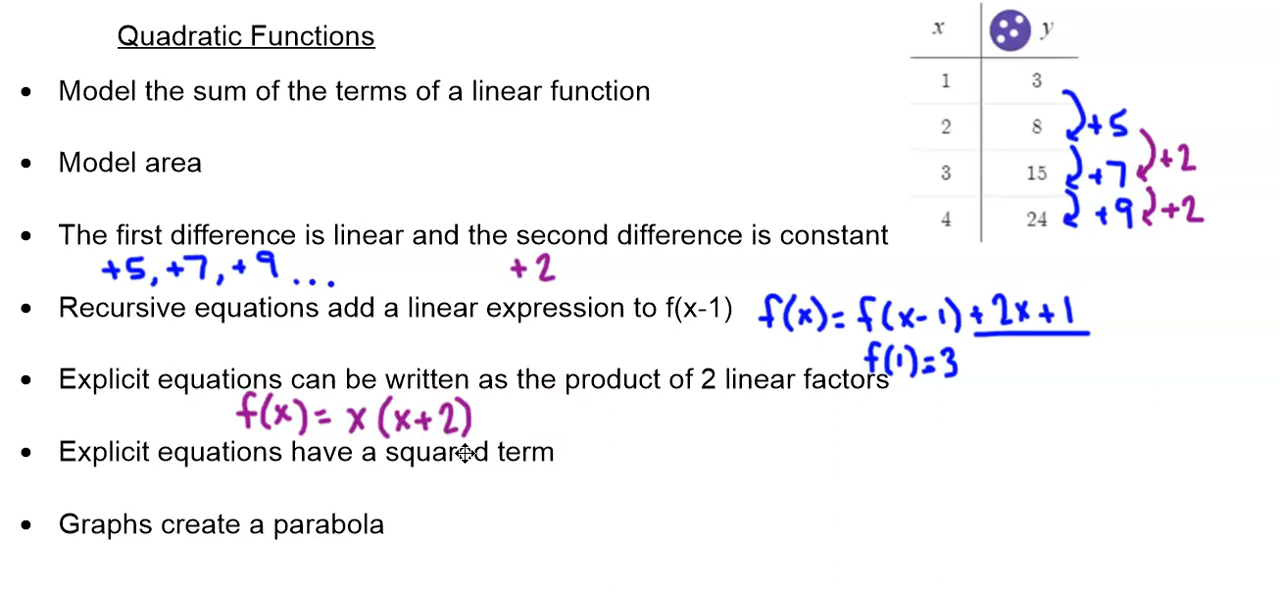 Quadratic Functions
• Model the sum of the terms of a linear function
• Model area
• The first difference is linear and the second difference is constant
+5, +7, +9 ... +2
• Recursive equations add a linear expression to f(x-1) f(x) = f(x-1) + 2x + 1
f(1) = 3
• Explicit equations can be written as the product of 2 linear factors
f(x) = x (x+2)
• Explicit equations have a squared term
• Graphs create a parabola
x y
1 3
+5
2 8
+2
+7
3 15
+2
+9
4 24